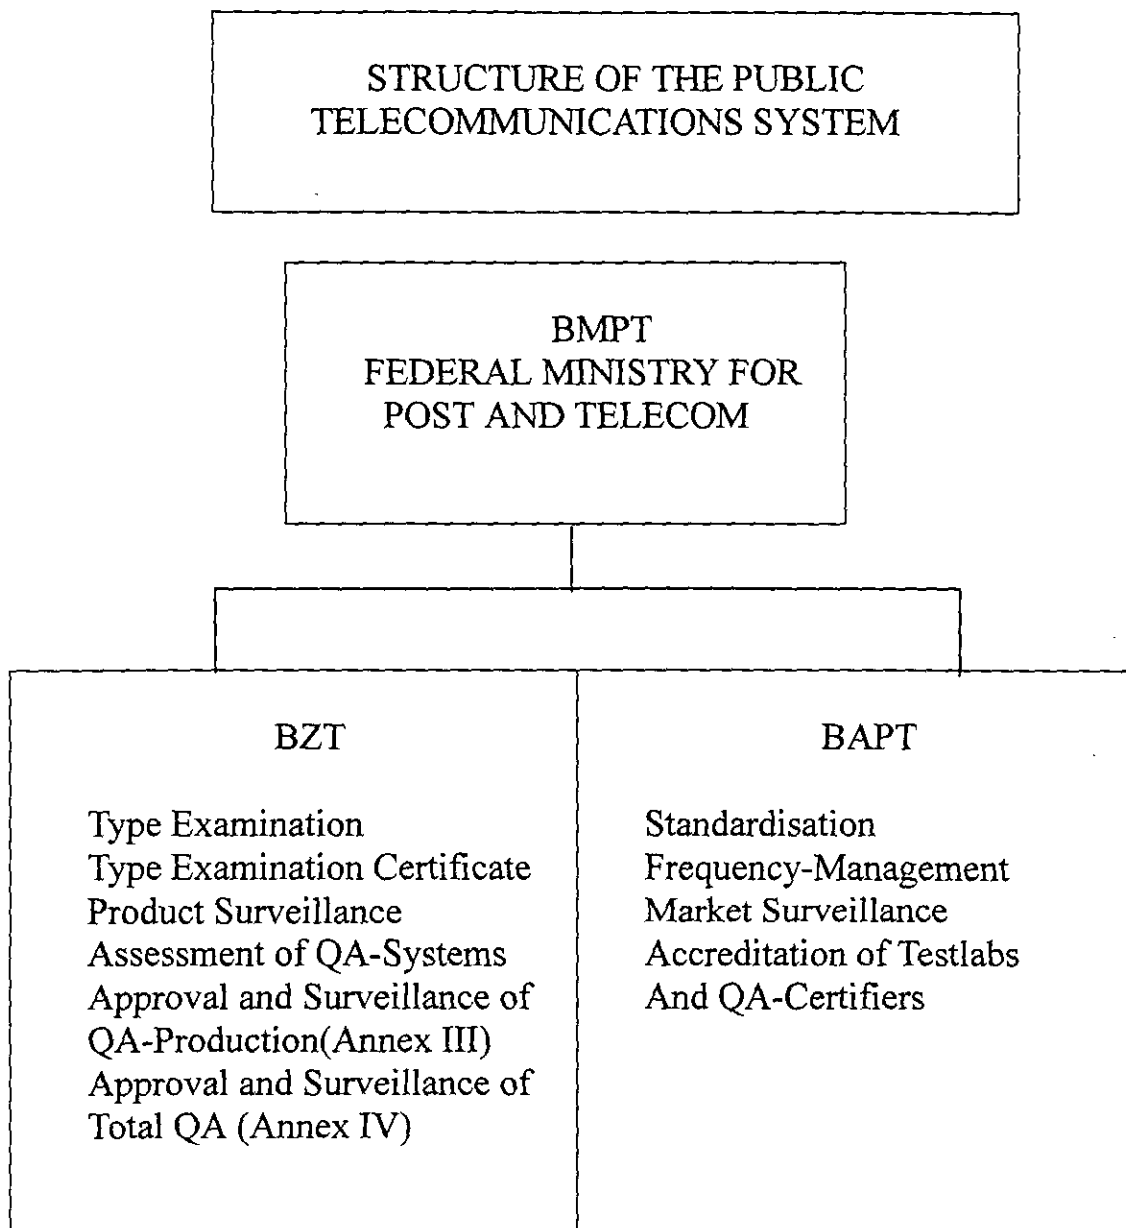 STRUCTURE OF THE PUBLIC
TELECOMMUNICATIONS SYSTEM
BMPT
FEDERAL MINISTRY FOR
POST AND TELECOM
BZT
Type Examination
Type Examination Certificate
Product Surveillance
Assessment of QA-Systems
Approval and Surveillance of
QA-Production(Annex III)
Approval and Surveillance of
Total QA (Annex IV)
BAPT
Standardisation
Frequency-Management
Market Surveillance
Accreditation of Testlabs
And QA-Certifiers